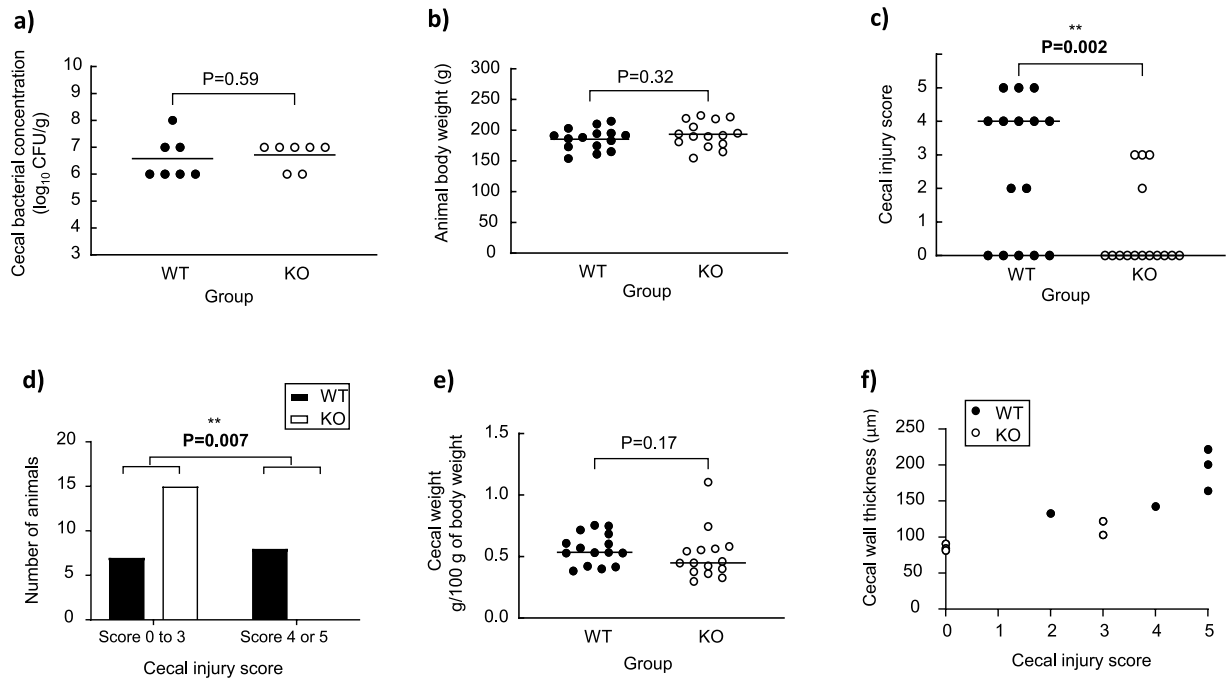 a)
Cecal bacterial concentration
(log10 CFU/g)
10
9
8
7
6
5
4
3
P=0.59
WT
KO
Group
b)
Animal body weight (g)
300
250
200
150
100
50
0
P=0.32
WT
KO
Group
c)
Cecal injury score
5
4
3
2
1
0
**
P=0.002
WT
KO
Group
d)
WT
KO
**
P=0.007
Number of animals
20
15
10
5
0
Score 0 to 3
Score 4 or 5
Cecal injury score
e)
Cecal weight
g/100 g of body weight
1.5
1.0
0.5
0.0
P=0.17
WT
KO
Group
f)
WT
KO
Cecal wall thickness (µm)
250
200
150
100
50
0
0
1
2
3
4
5
Cecal injury score